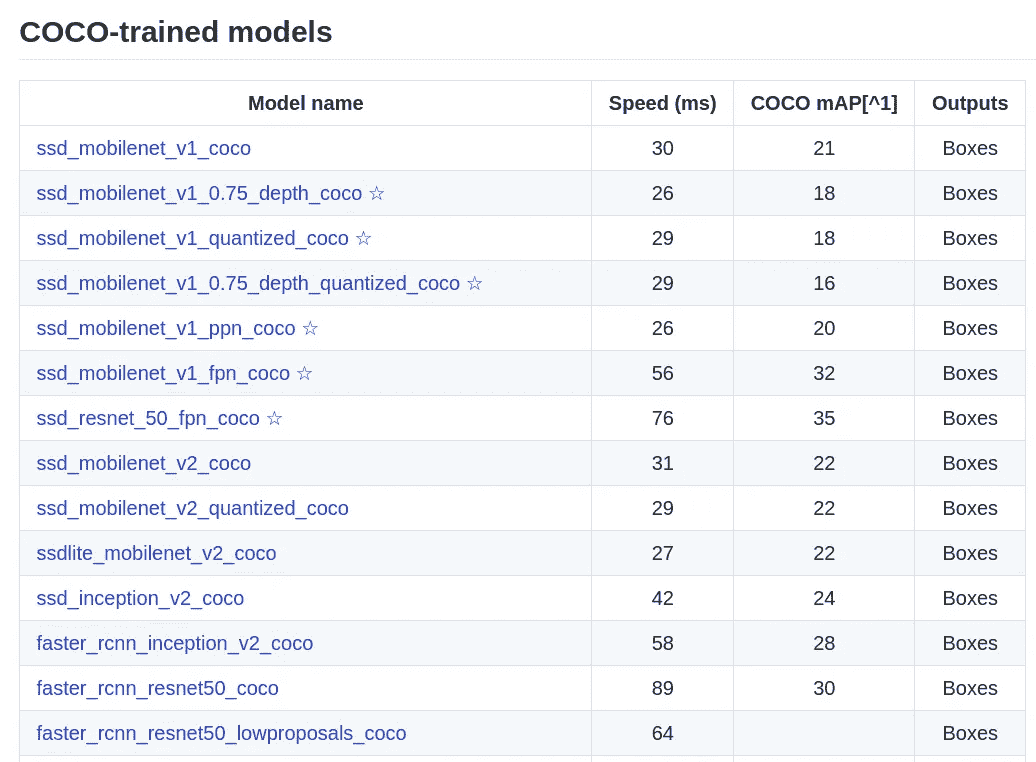 COCO-trained models
Model name Speed (ms) COCO mAP[^1] Outputs
ssd_mobilenet_v1_coco 30 21 Boxes
ssd_mobilenet_v1_0.75_depth_coco ☆ 26 18 Boxes
ssd_mobilenet_v1_quantized_coco ☆ 29 18 Boxes
ssd_mobilenet_v1_0.75_depth_quantized_coco ☆ 29 16 Boxes
ssd_mobilenet_v1_ppn_coco ☆ 26 20 Boxes
ssd_mobilenet_v1_fpn_coco ☆ 56 32 Boxes
ssd_resnet_50_fpn_coco ☆ 76 35 Boxes
ssd_mobilenet_v2_coco 31 22 Boxes
ssd_mobilenet_v2_quantized_coco 29 22 Boxes
ssdlite_mobilenet_v2_coco 27 22 Boxes
ssd_inception_v2_coco 42 24 Boxes
faster_rcnn_inception_v2_coco 58 28 Boxes
faster_rcnn_resnet50_coco 89 30 Boxes
faster_rcnn_resnet50_lowproposals_coco 64 Boxes